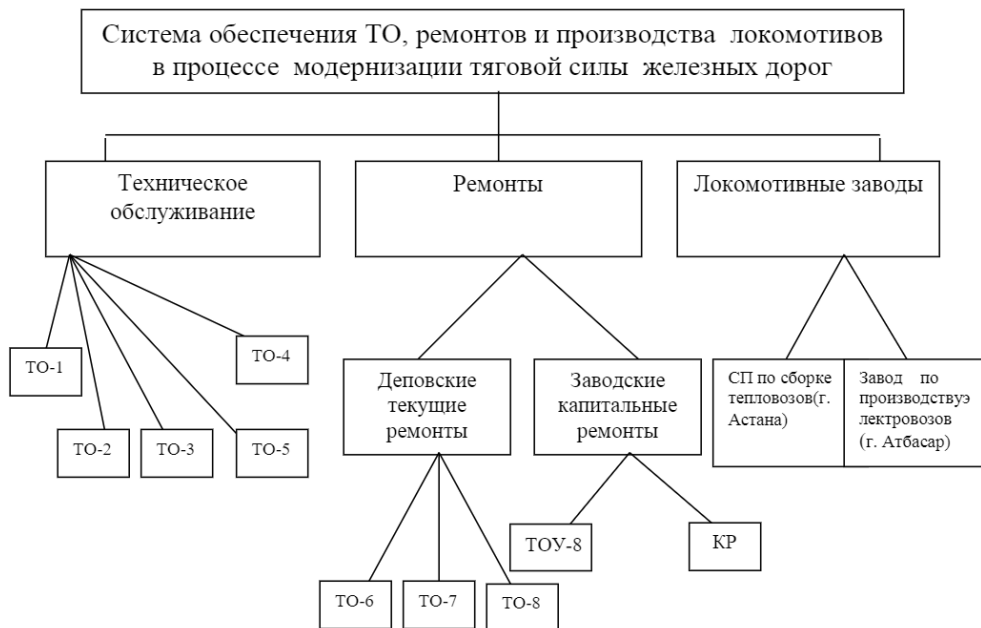 Система обеспечения ТО, ремонтов и производства локомотивов
в процессе модернизации тяговой силы железных дорог
Техническое
обслуживание
Ремонты
Локомотивные заводы
ТО-1
ТО-4
ТО-2
ТО-3
ТО-5
Деповские
текущие
ремонты
Заводские
капитальные
ремонты
СП по сборке
тепловозов(г.
Астана)
Завод по
производствуэ
лектровозов
(г. Атбасар)
ТОУ-8
КР
ТО-6
ТО-7
ТО-8